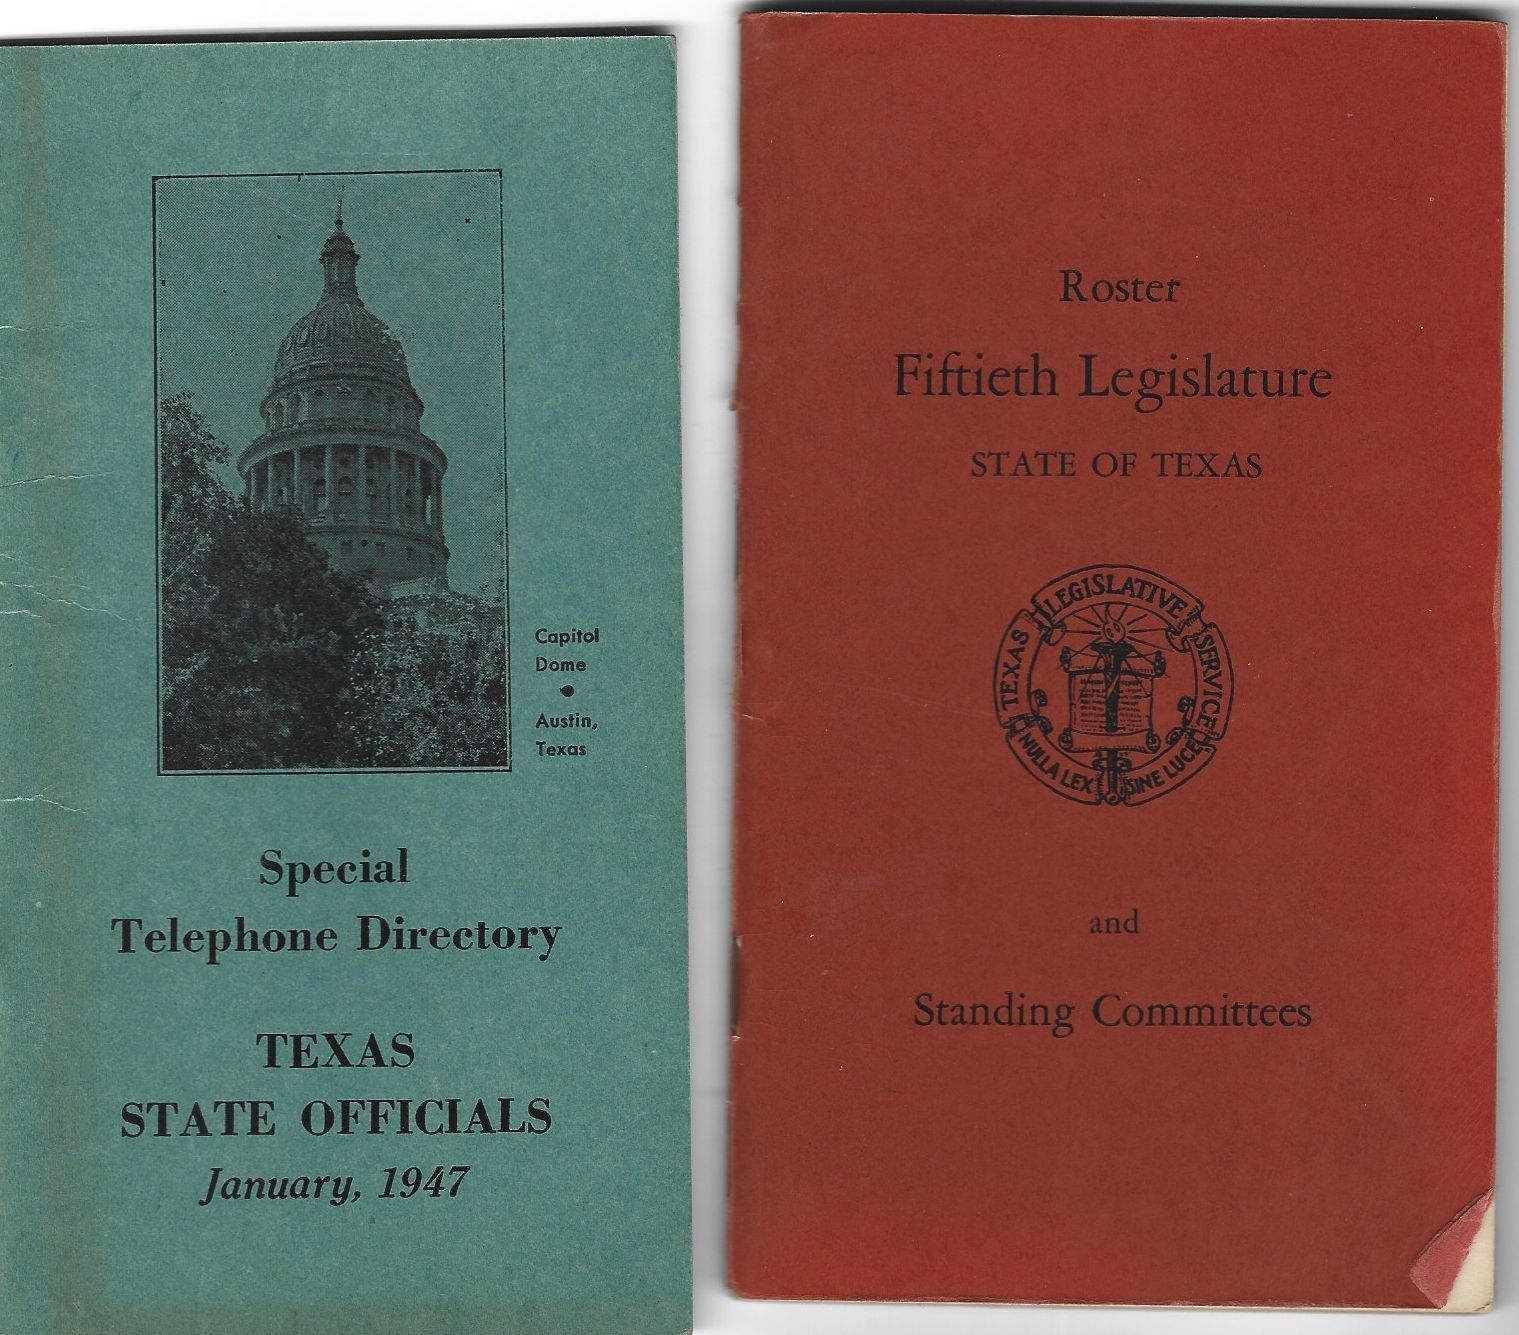 Capitol
Dome
Austin,
Texas
Special
Telephone Directory
TEXAS
STATE OFFICIALS
January, 1947
Roster
Fiftieth Legislature
STATE OF TEXAS
TEXAS LEGISLATIVE SERVICE
NULLA LEX SINE LUCE
and
Standing Committees